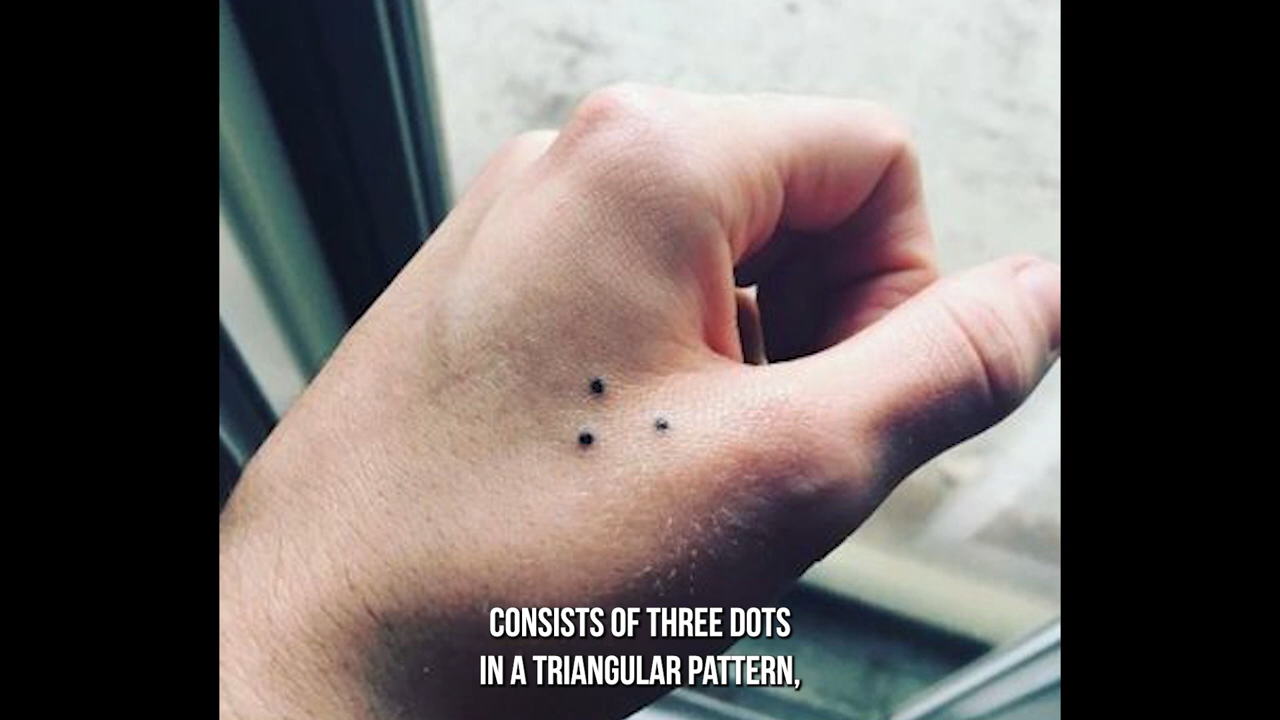 CONSISTS OF THREE DOTS
IN A TRIANGULAR PATTERN,